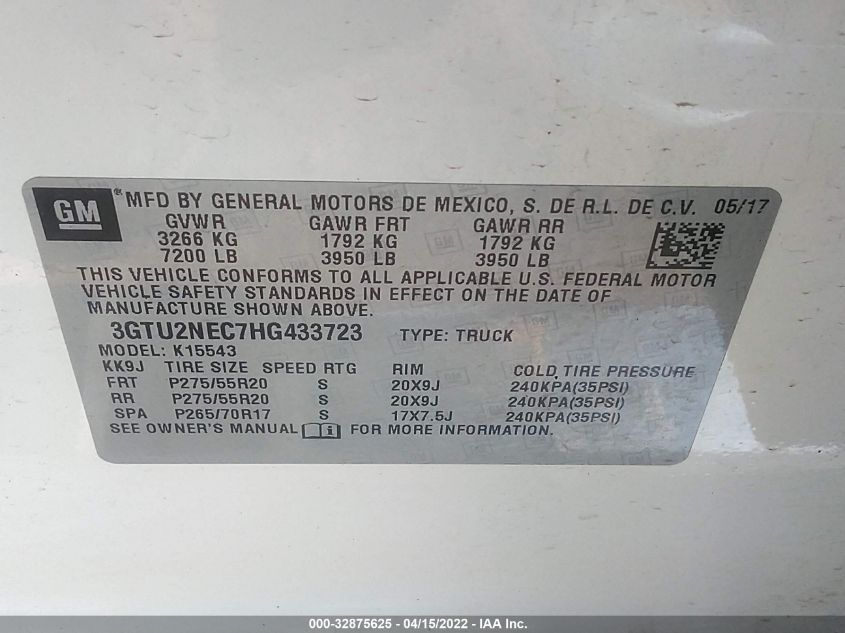 GM ® MFD BY GENERAL MOTORS DE MEXICO, S. DE R.L. DE C.V. 05/17
GVWR GAWR FRT GAWR RR
3266 KG 1792 KG 1792 KG
7200 LB 3950 LB 3950 LB
THIS VEHICLE CONFORMS TO ALL APPLICABLE U.S. FEDERAL MOTOR
VEHICLE SAFETY STANDARDS IN EFFECT ON THE DATE OF
MANUFACTURE SHOWN ABOVE.
3GTU2NEC7HG433723 TYPE: TRUCK
MODEL: K15543
KK9J TIRE SIZE SPEED RTG RIM COLD TIRE PRESSURE
FRT P275/55R20 S 20X9J 240KPA(35PSI)
RR P275/55R20 S 20X9J 240KPA(35PSI)
SPA P265/70R17 S 17X7.5J 240KPA(35PSI)
SEE OWNER'S MANUAL FOR MORE INFORMATION.
000-32875625 - 04/15/2022 - IAA Inc.